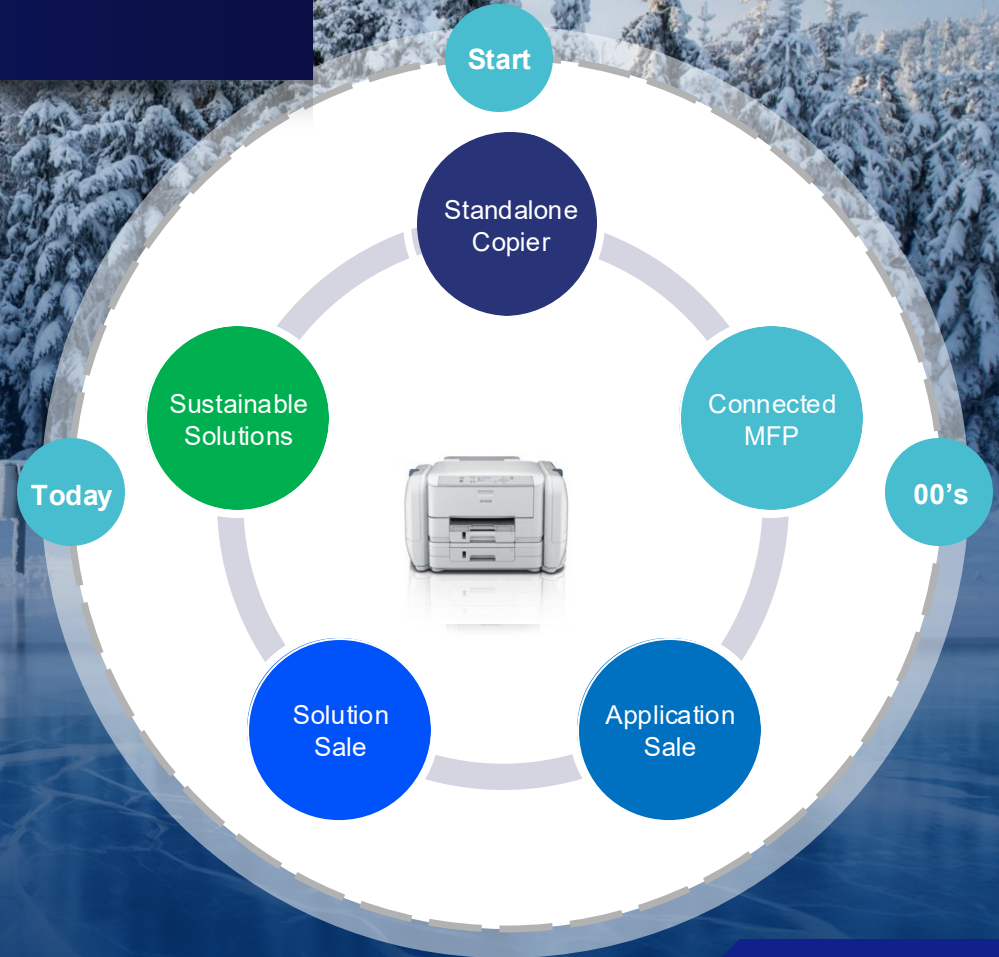 Start
Standalone
Copier
Sustainable
Solutions
Connected
MFP
Today
00's
Solution
Sale
Application
Sale